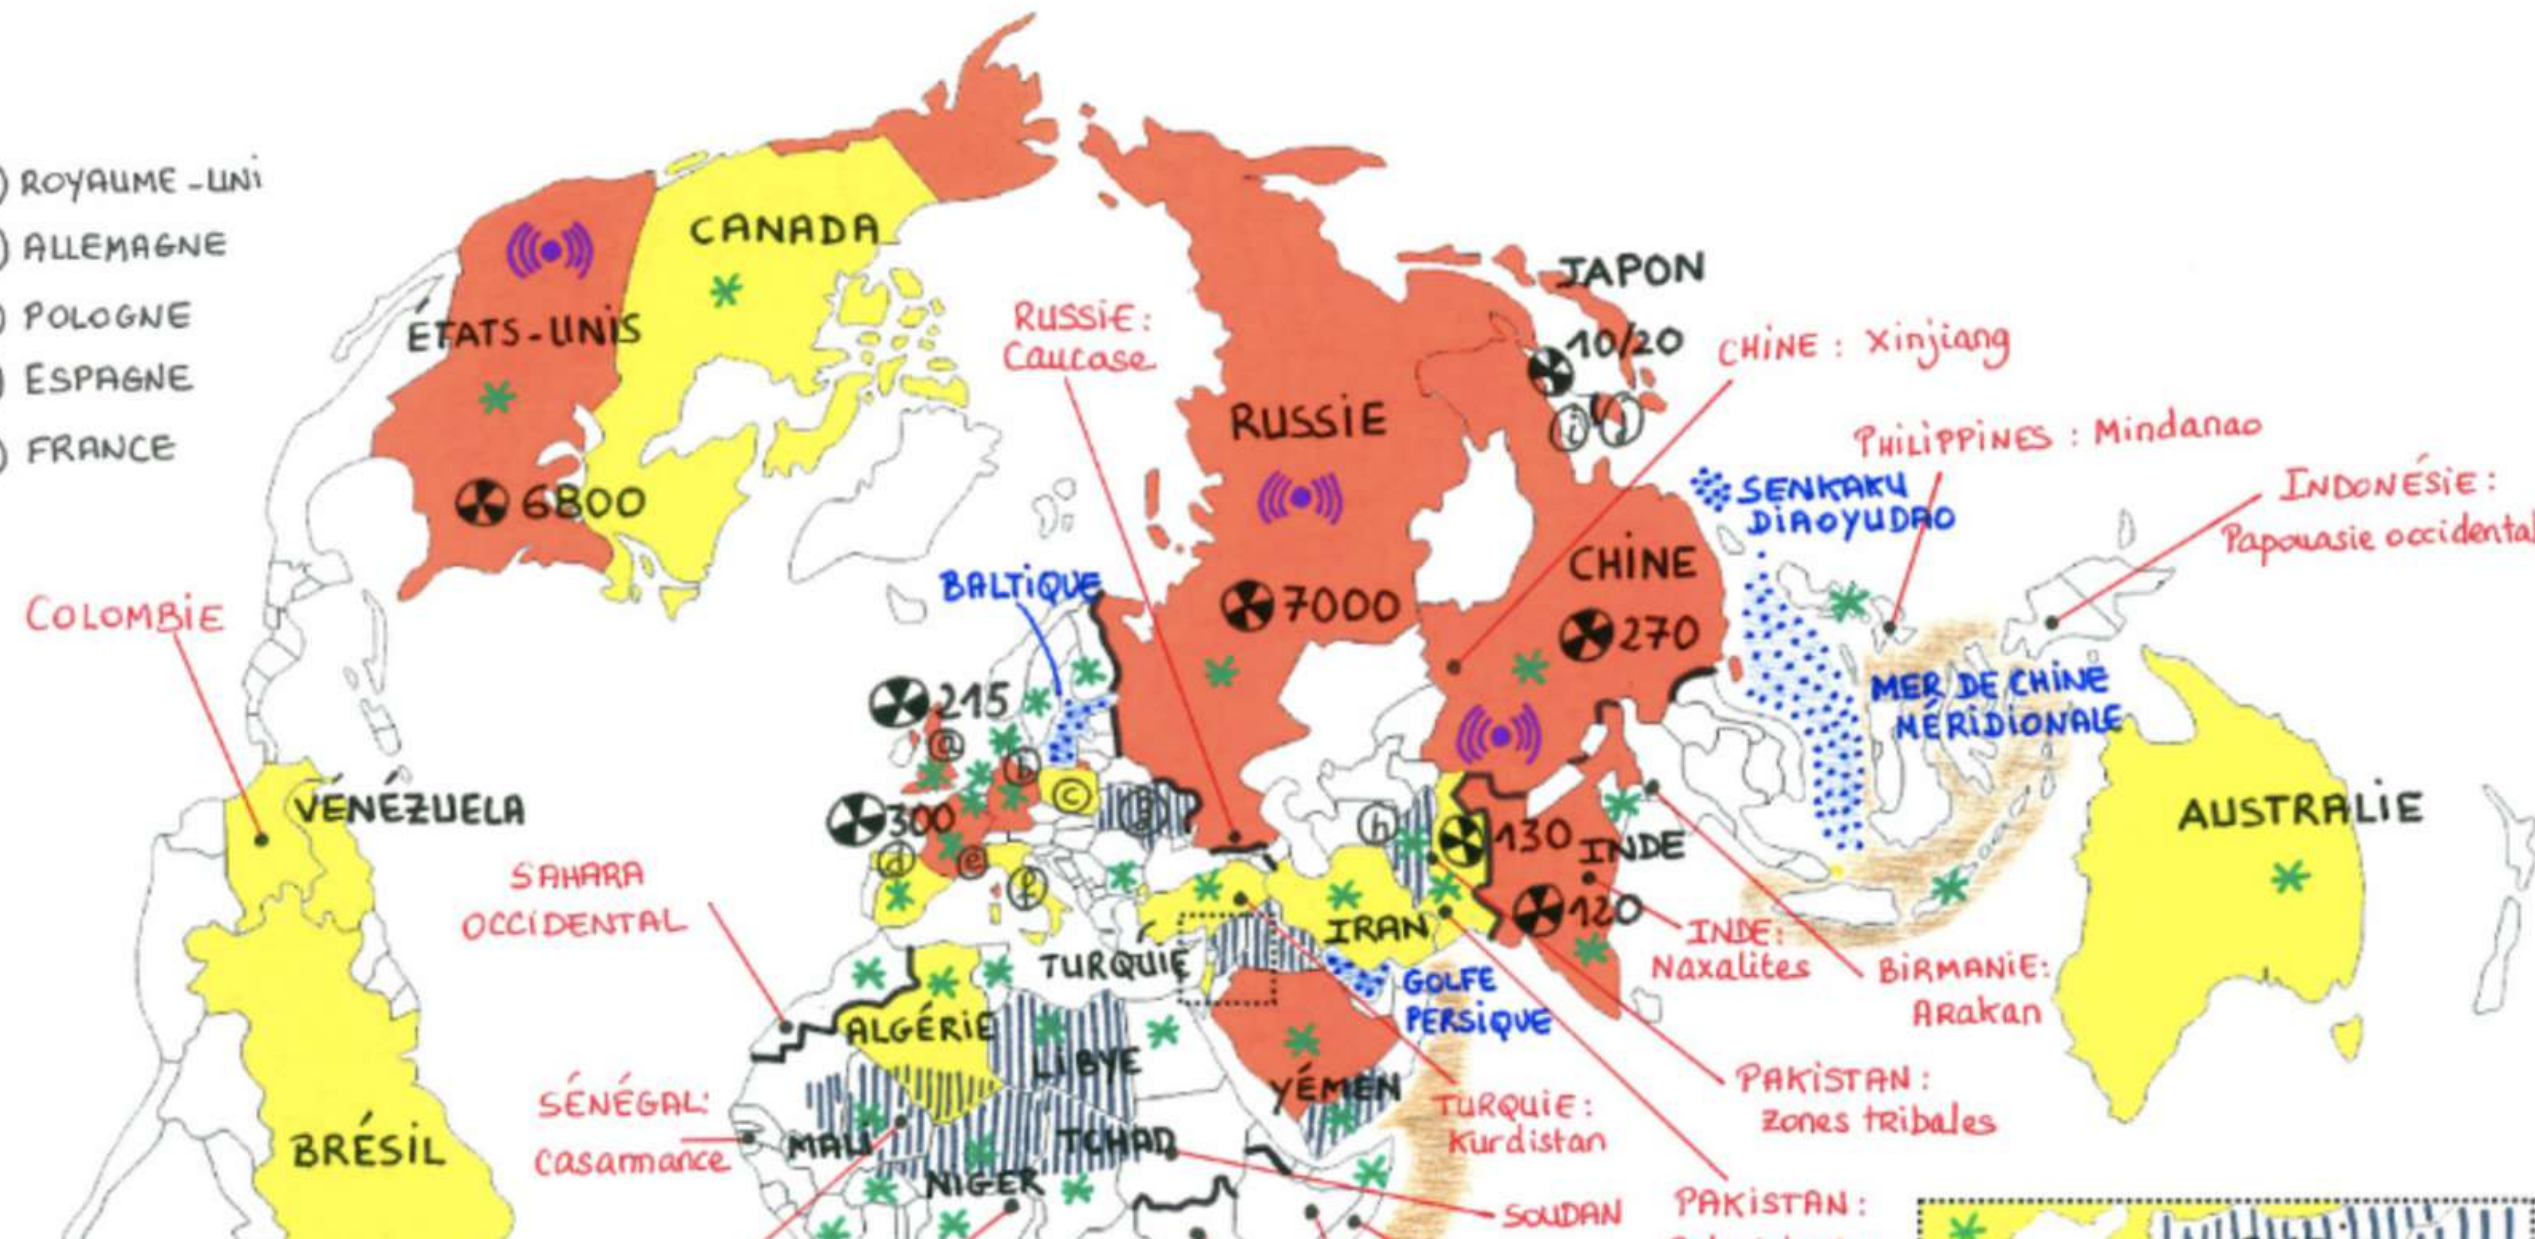 ROYAUME-UNi
ALLEMAGNE
POLOGNE
ESPAGNE
FRANCE
CANADA
ÉTATS-UNIS
6800
RUSSiE:
Caucase
JAPON
10/20
i
j
CHiNE : Xinjiang
RUSSIE
7000
PHiLiPPiNES : Mindanao
SENKAKU
DiAOYUDAO
INDONÉSiE:
Papouasie occidental
CHINE
270
COLOMBiE
BALTiQUE
MER DE CHiNE
MÉRiDiONALE
215
a
b
c
g
300
d
e
f
h
VÉNÉZUELA
130
INDE
120
AUSTRALIE
SAHARA
OCCiDENTAL
IRAN
TURQUIE
INDE:
Naxalites
BiRMANiE:
ARakan
GOLFE
PERSiQUE
ALGÉRiE
LiBYE
YÉMEN
PAKiSTAN :
Zones tRibales
TURQUiE :
Kurdistan
SÉNÉGAL:
Casamance
BRÉSIL
MALi
TCHAD
NIGER
SOUDAN
PAKiSTAN :